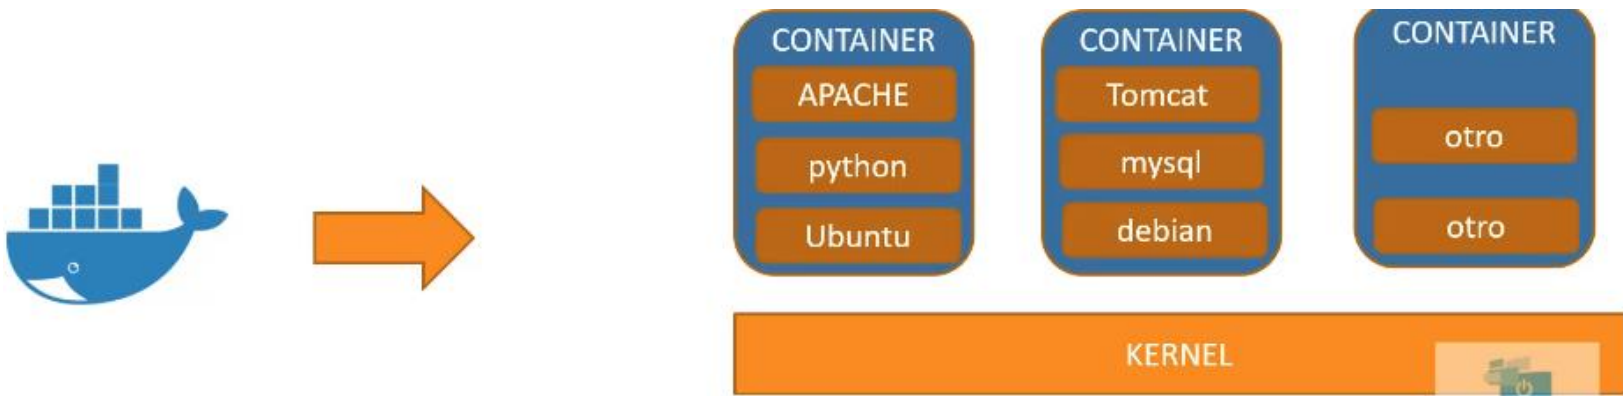 CONTAINER
APACHE
python
Ubuntu
CONTAINER
Tomcat
mysql
debian
CONTAINER
otro
otro
KERNEL